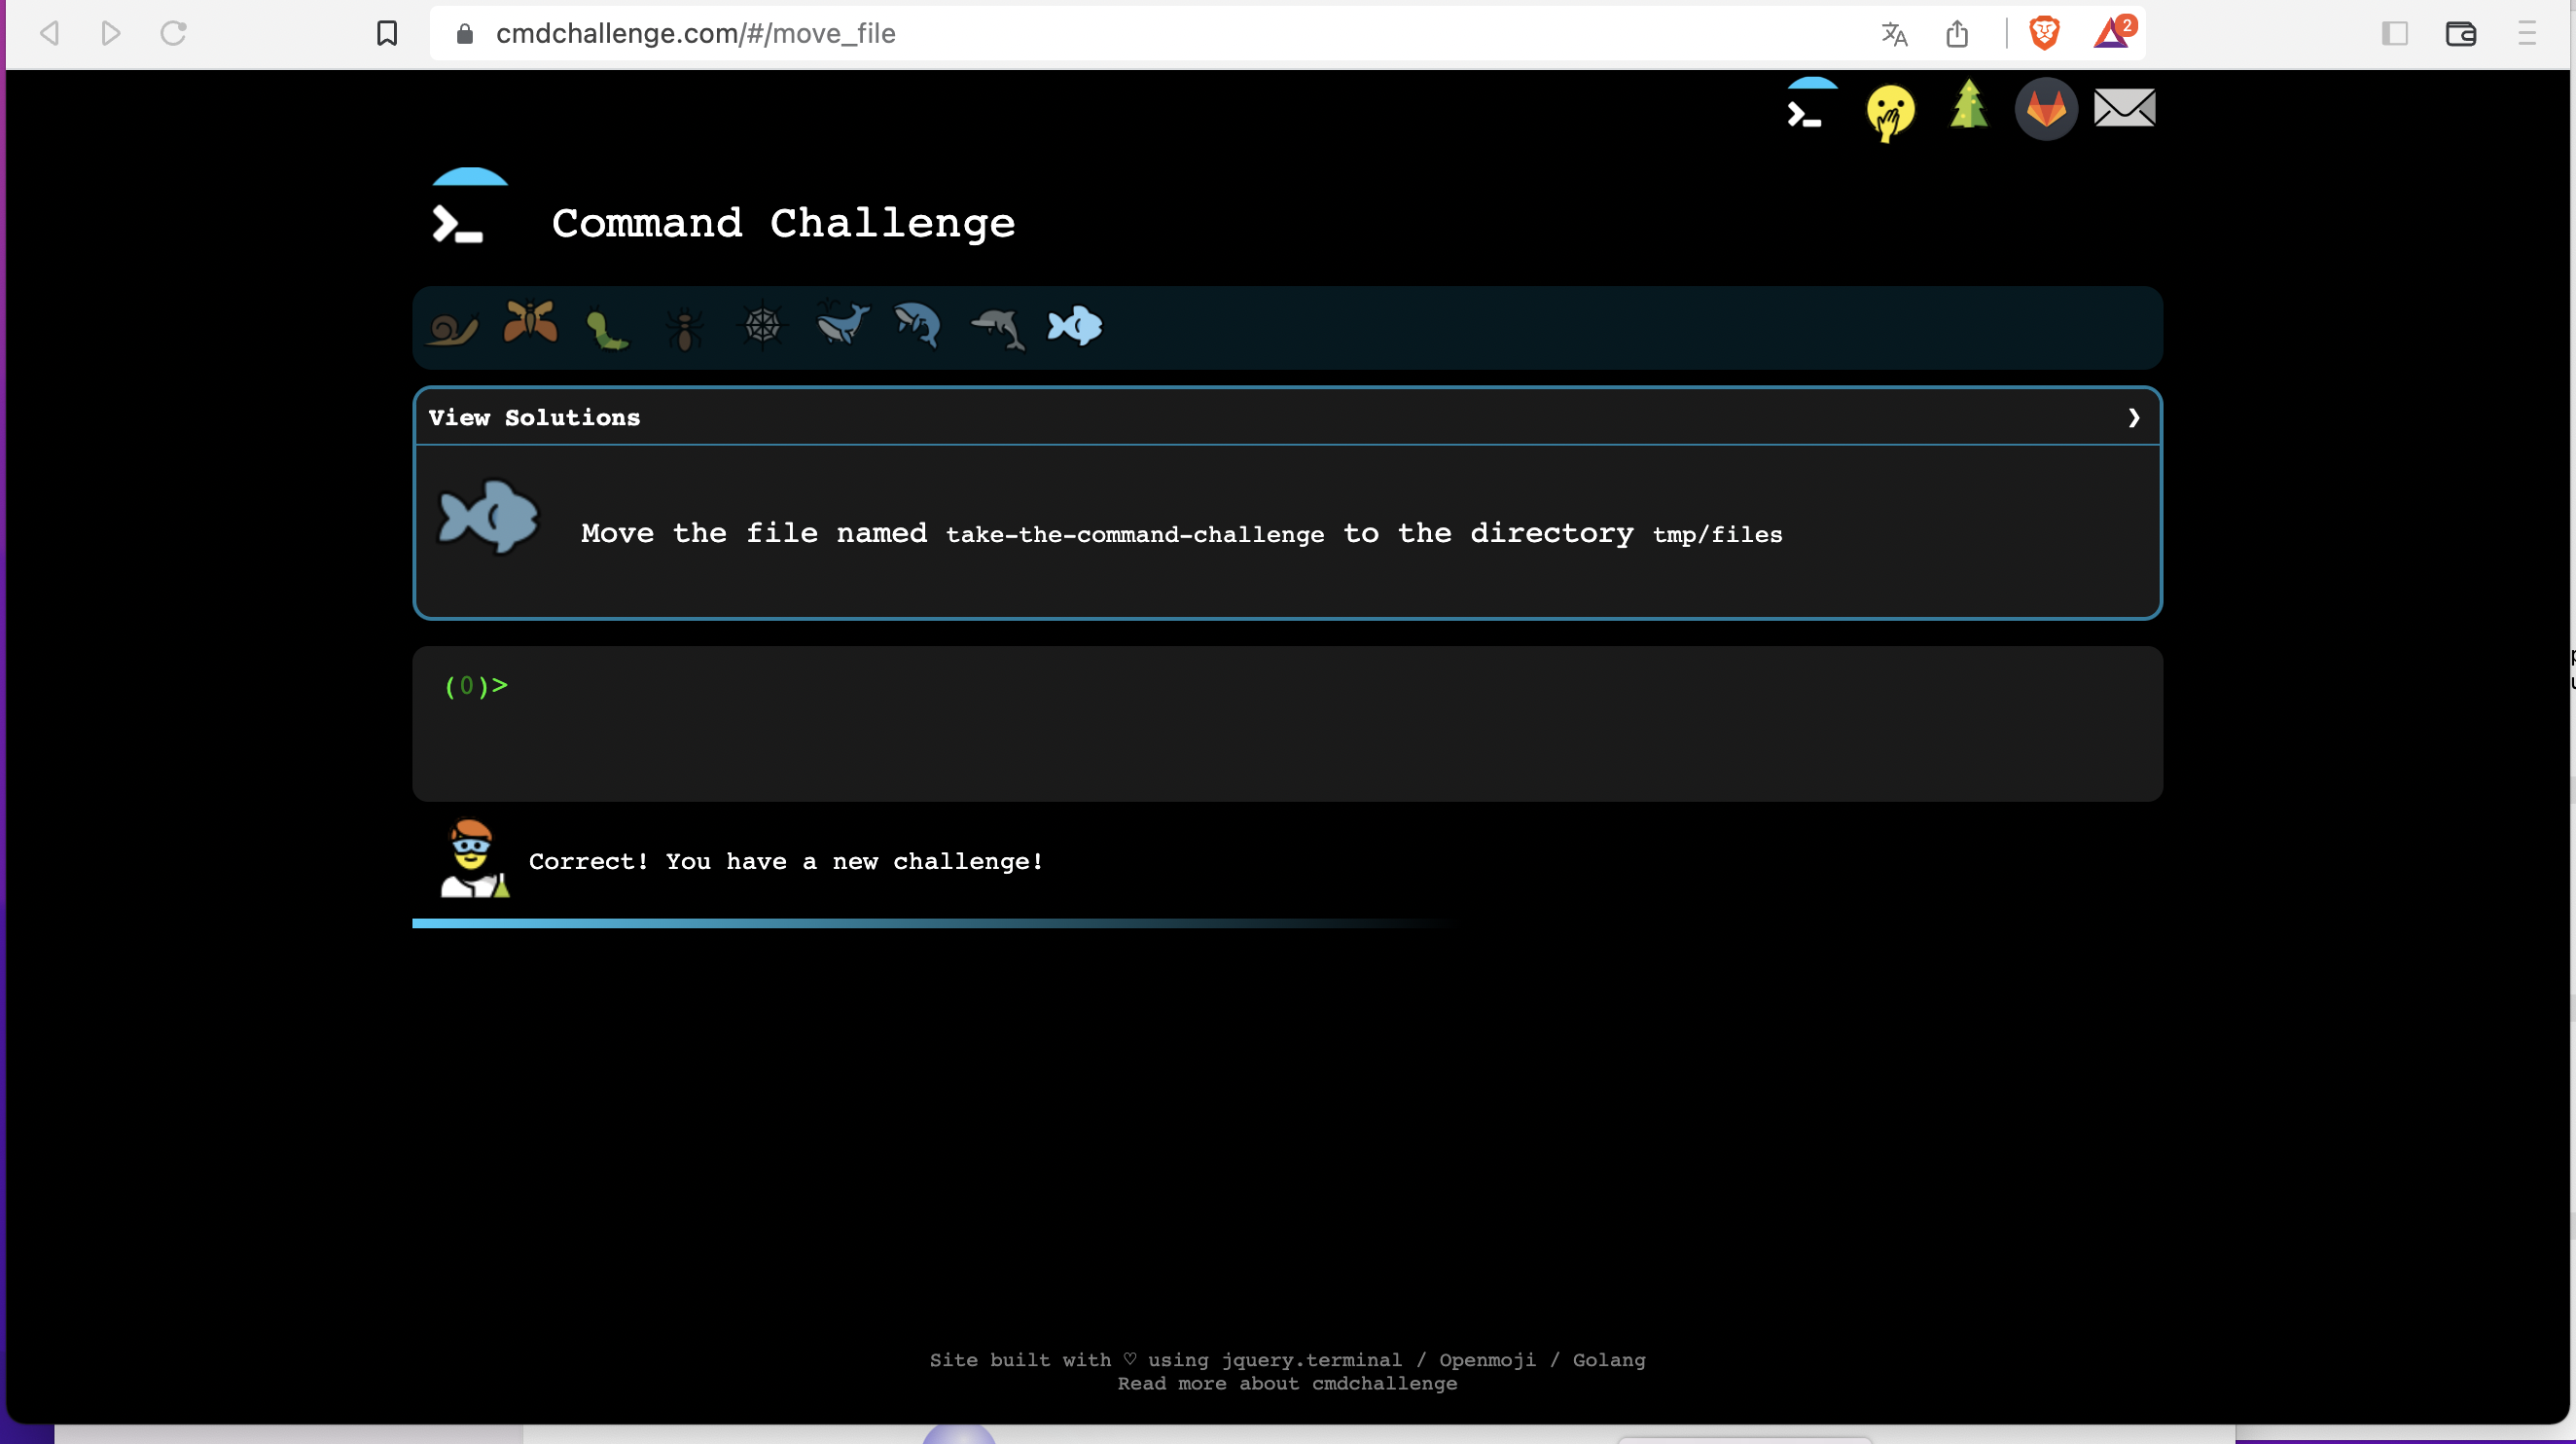 cmdchallenge.com/#/move_file
2
Command Challenge
View Solutions
Move the file named take-the-command-challenge to the directory tmp/files
(0)>
Correct! You have a new challenge!
Site built with ♡ using jquery.terminal / Openmoji / Golang
Read more about cmdchallenge